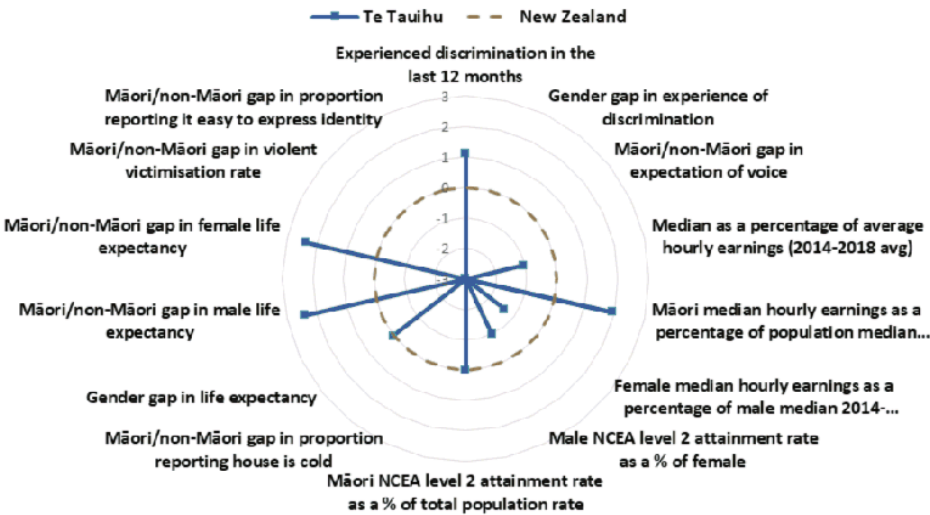 Te Tauihu
New Zealand
Experienced discrimination in the
last 12 months
Gender gap in experience of
discrimination
Māori/non-Māori gap in
expectation of voice
Median as a percentage of average
hourly earnings (2014-2018 avg)
Māori median hourly earnings as a
percentage of population median...
Female median hourly earnings as a
percentage of male median 2014-...
Male NCEA level 2 attainment rate
as a % of female
Māori NCEA level 2 attainment rate
as a % of total population rate
Māori/non-Māori gap in proportion
reporting house is cold
Gender gap in life expectancy
Māori/non-Māori gap in male life
expectancy
Māori/non-Māori gap in female life
expectancy
Māori/non-Māori gap in violent
victimisation rate
Māori/non-Māori gap in proportion
reporting it easy to express identity
3
2
1
0
-1
-2
-3